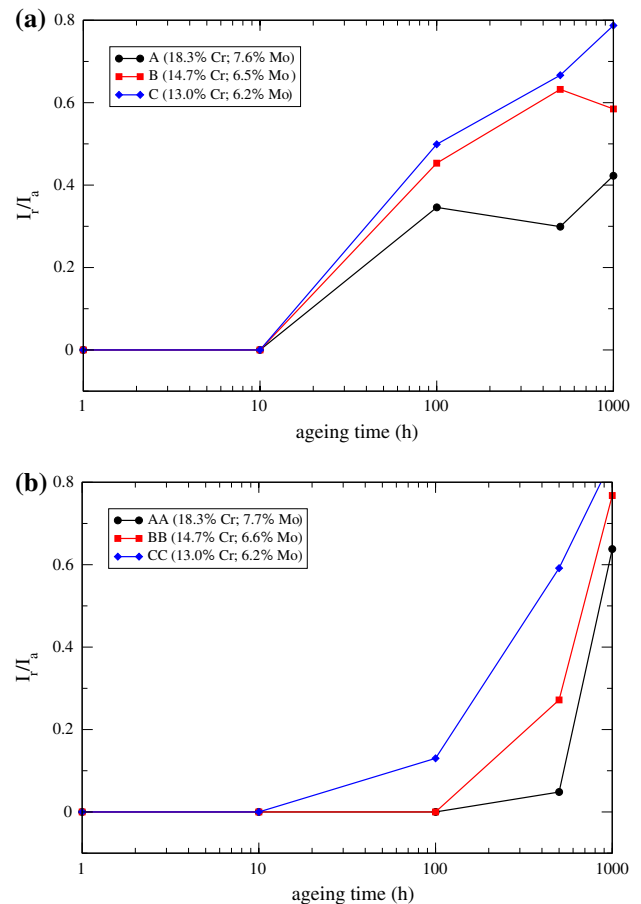 (a)
0.8
A (18.3% Cr; 7.6% Mo)
B (14.7% Cr; 6.5% Mo)
C (13.0% Cr; 6.2% Mo)
0.6
0.4
0.2
0
I_r/I_a
1 10 100 1000
ageing time (h)
(b)
0.8
AA (18.3% Cr; 7.7% Mo)
BB (14.7% Cr; 6.6% Mo)
CC (13.0% Cr; 6.2% Mo)
0.6
0.4
0.2
0
I_r/I_a
1 10 100 1000
ageing time (h)